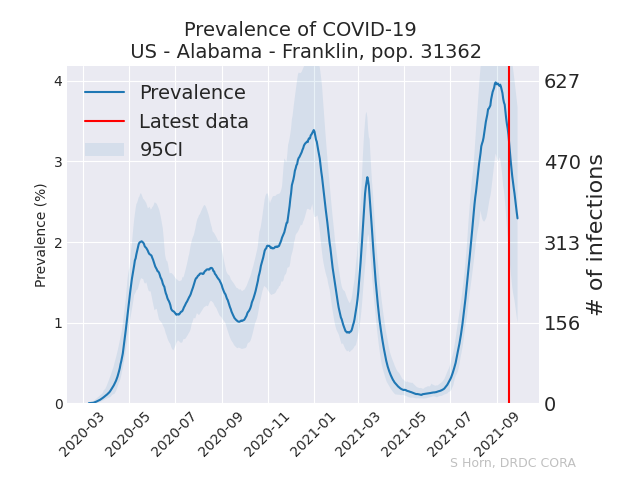 Prevalence of COVID-19
US - Alabama - Franklin, pop. 31362
Prevalence
Latest data
95CI
Prevalence (%)
4
3
2
1
0
627
470
313
156
0
# of infections
2020-03
2020-05
2020-07
2020-09
2020-11
2021-01
2021-03
2021-05
2021-07
2021-09
S Horn, DRDC CORA